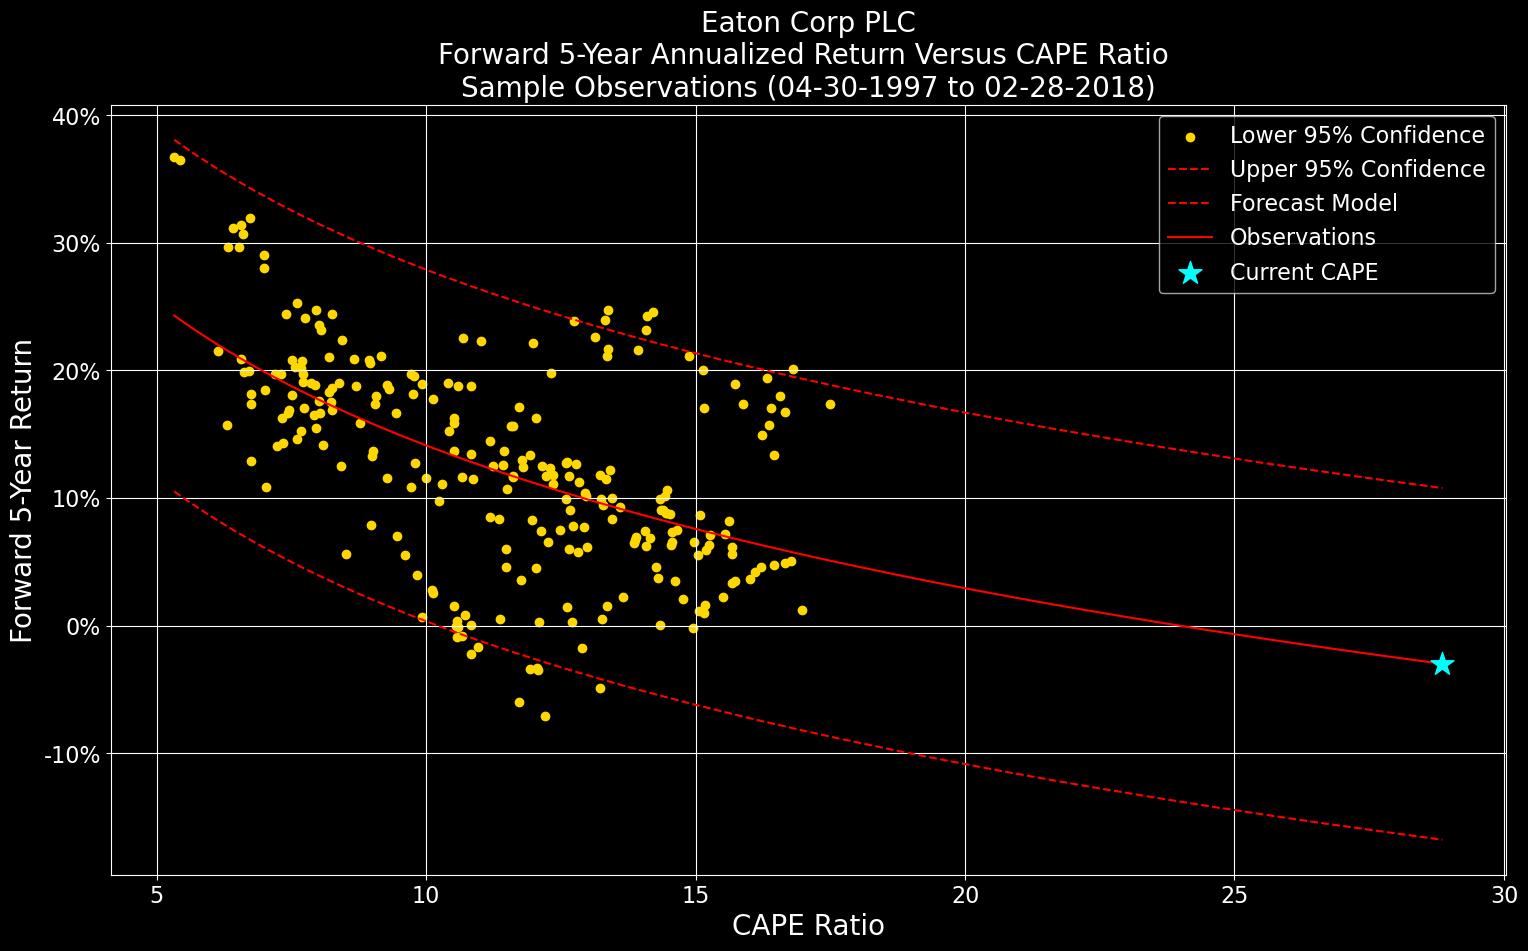 Eaton Corp PLC
Forward 5-Year Annualized Return Versus CAPE Ratio
Sample Observations (04-30-1997 to 02-28-2018)
40%
30%
20%
10%
0%
-10%
Forward 5-Year Return
Lower 95% Confidence
Upper 95% Confidence
Forecast Model
Observations
Current CAPE
5
10
15
20
25
30
CAPE Ratio